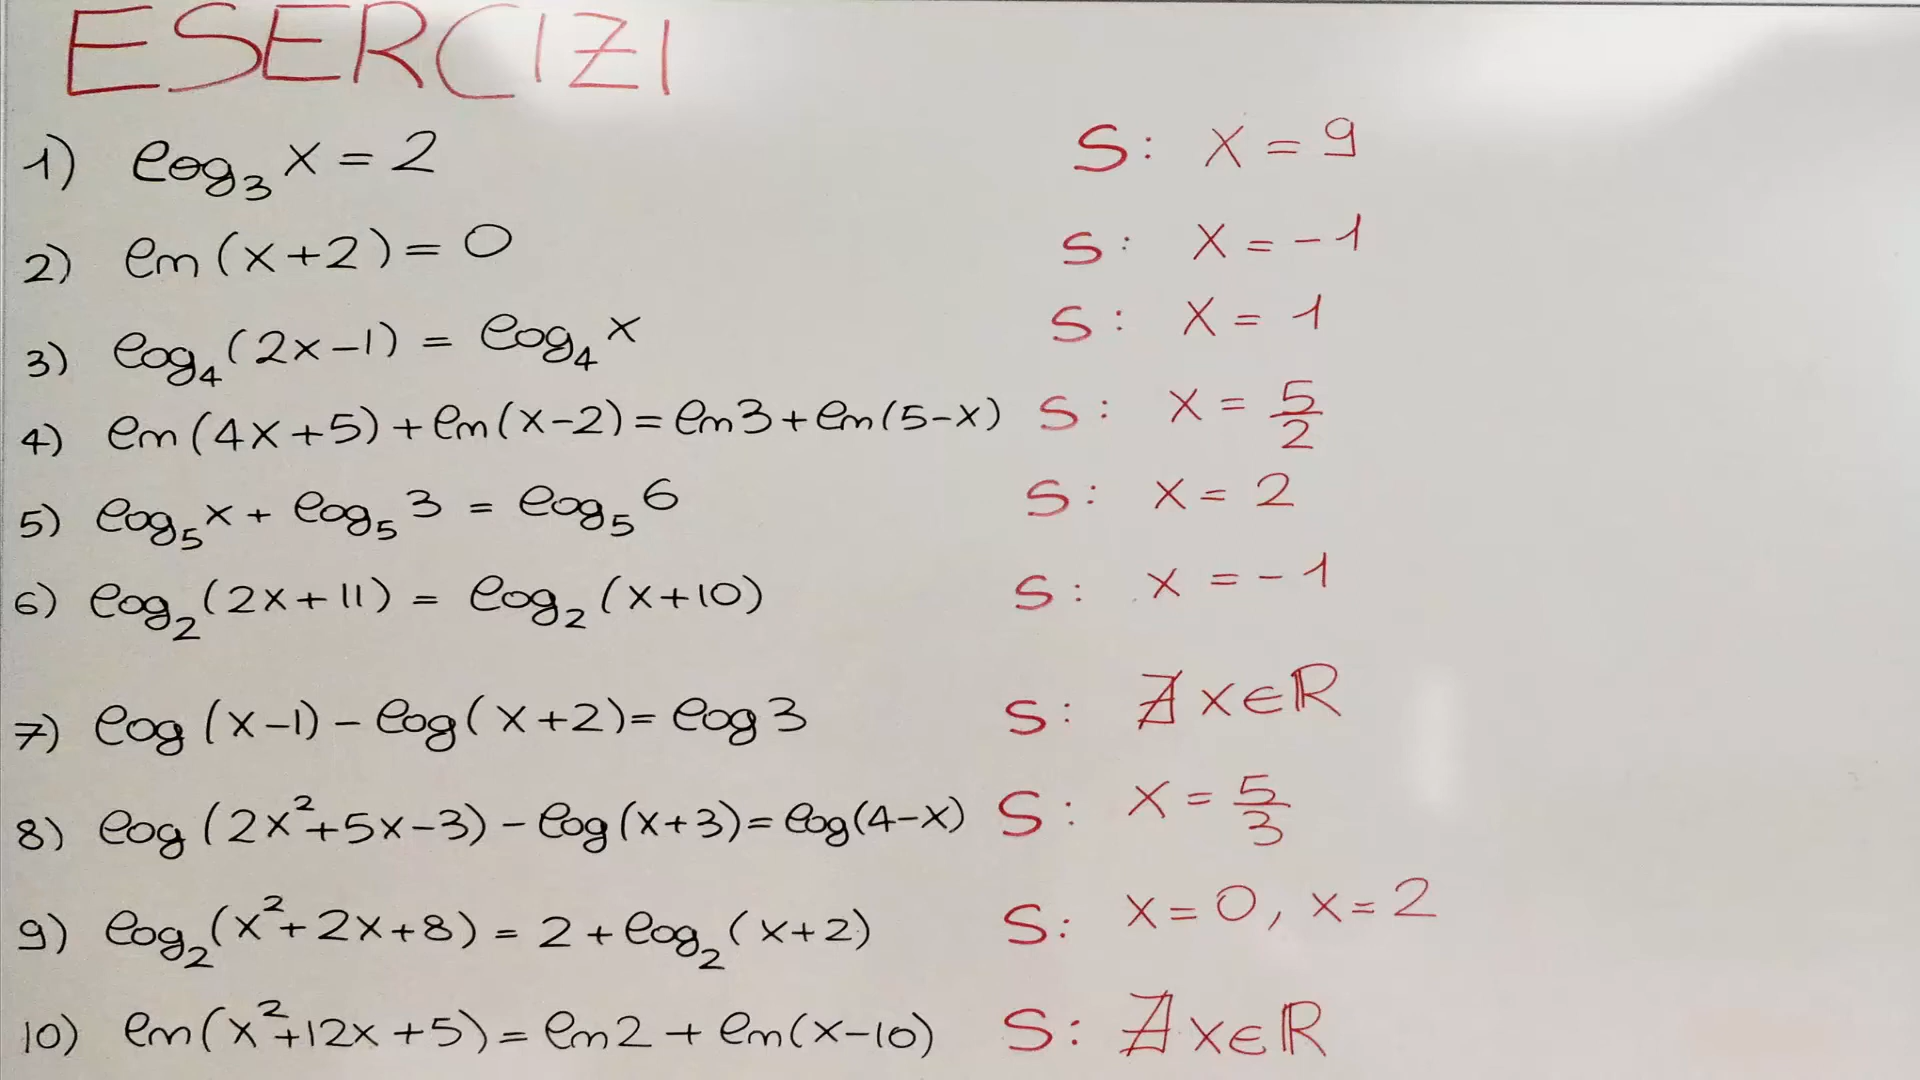 ESERCIZI
1) log₃ x = 2 S: x = 9
2) ln (x+2) = 0 S: x = -1
3) log₄ (2x-1) = log₄ x S: x = 1
4) ln (4x+5) + ln (x-2) = ln 3 + ln (5-x) S: x = 5/2
5) log₅ x + log₅ 3 = log₅ 6 S: x = 2
6) log₂ (2x+11) = log₂ (x+10) S: x = -1
7) log (x-1) - log (x+2) = log 3 S: ∄ x∈ℝ
8) log (2x²+5x-3) - log (x+3) = log (4-x) S: x = 5/3
9) log₂ (x²+2x+8) = 2 + log₂ (x+2) S: x=0, x=2
10) ln (x²+12x+5) = ln 2 + ln (x-10) S: ∄ x∈ℝ